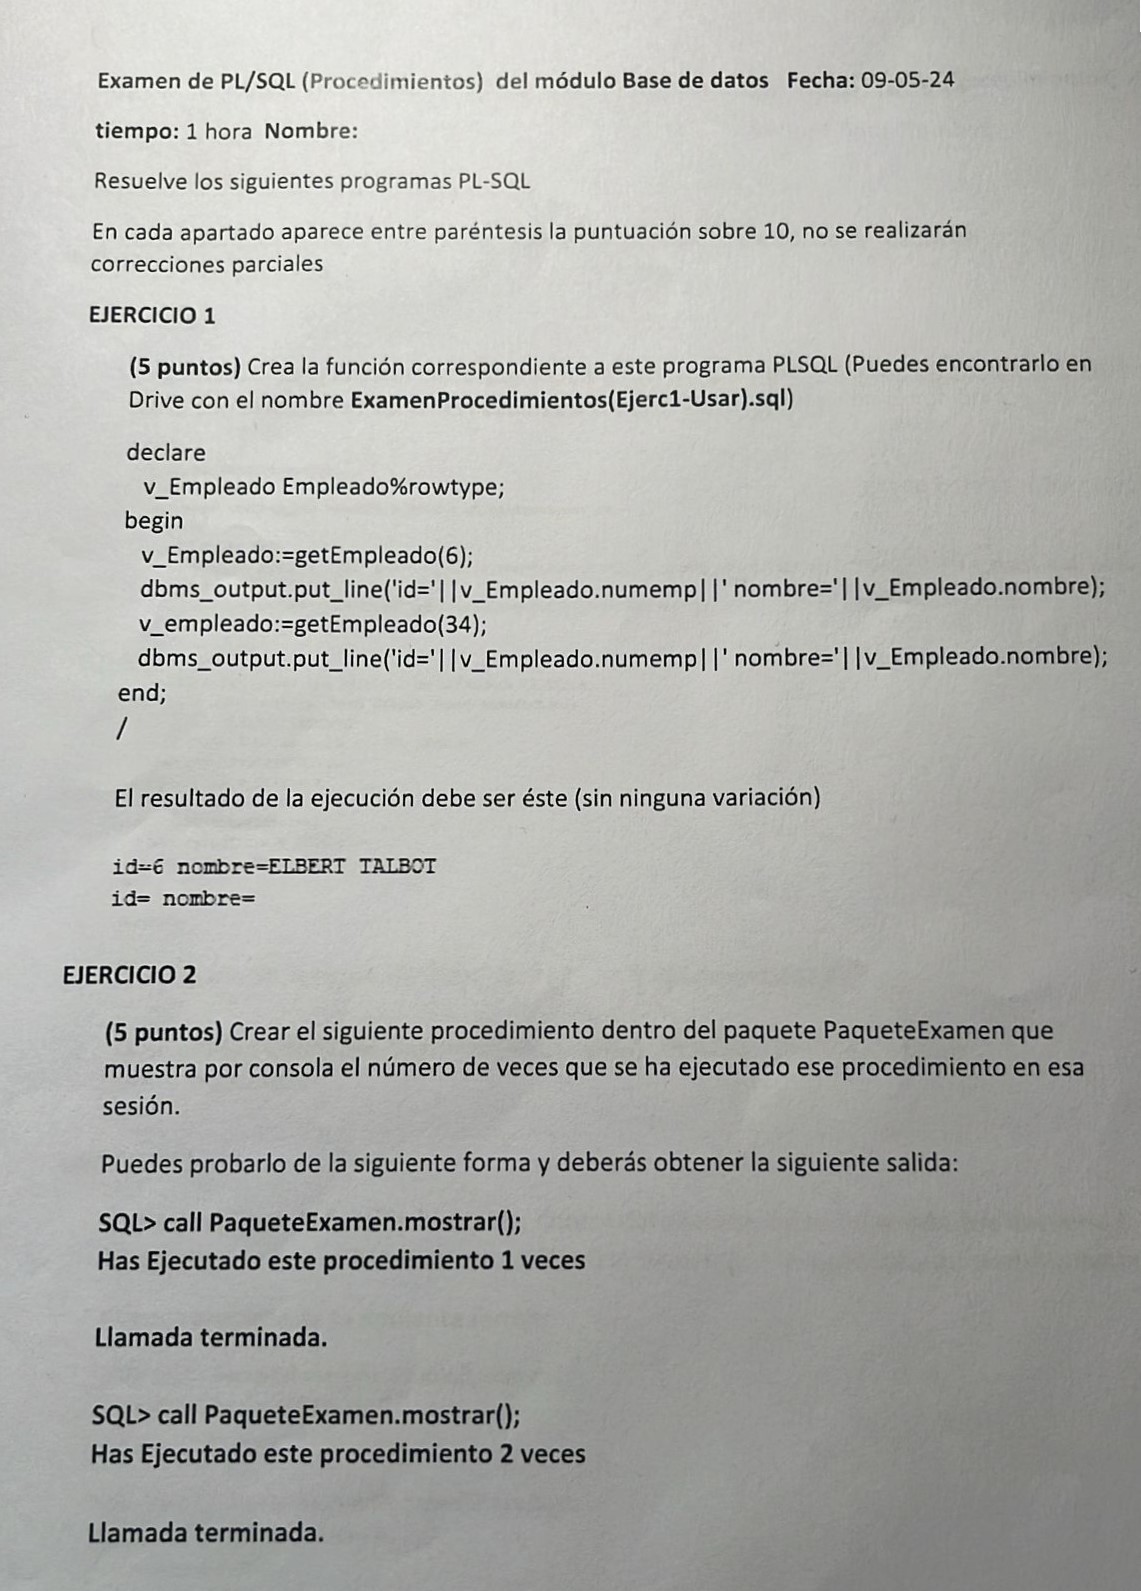 Examen de PL/SQL (Procedimientos) del módulo Base de datos Fecha: 09-05-24
tiempo: 1 hora Nombre:
Resuelve los siguientes programas PL-SQL
En cada apartado aparece entre paréntesis la puntuación sobre 10, no se realizarán
correcciones parciales
EJERCICIO 1
(5 puntos) Crea la función correspondiente a este programa PLSQL (Puedes encontrarlo en
Drive con el nombre ExamenProcedimientos(Ejerc1-Usar).sql)
declare
v_Empleado Empleado%rowtype;
begin
v_Empleado:=getEmpleado(6);
dbms_output.put_line('id='||v_Empleado.numemp||' nombre='||v_Empleado.nombre);
v_empleado:=getEmpleado(34);
dbms_output.put_line('id='||v_Empleado.numemp||' nombre='||v_Empleado.nombre);
end;
/
El resultado de la ejecución debe ser éste (sin ninguna variación)
id=6 nombre=ELBERT TALBOT
id= nombre=
EJERCICIO 2
(5 puntos) Crear el siguiente procedimiento dentro del paquete PaqueteExamen que
muestra por consola el número de veces que se ha ejecutado ese procedimiento en esa
sesión.
Puedes probarlo de la siguiente forma y deberás obtener la siguiente salida:
SQL> call PaqueteExamen.mostrar();
Has Ejecutado este procedimiento 1 veces
Llamada terminada.
SQL> call PaqueteExamen.mostrar();
Has Ejecutado este procedimiento 2 veces
Llamada terminada.